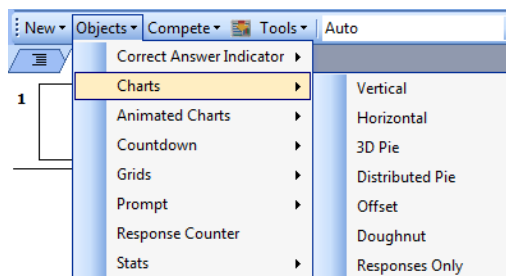 New Objects Compete Tools Auto
Correct Answer Indicator
Charts
1
Animated Charts
Countdown
Grids
Prompt
Response Counter
Stats
Vertical
Horizontal
3D Pie
Distributed Pie
Offset
Doughnut
Responses Only